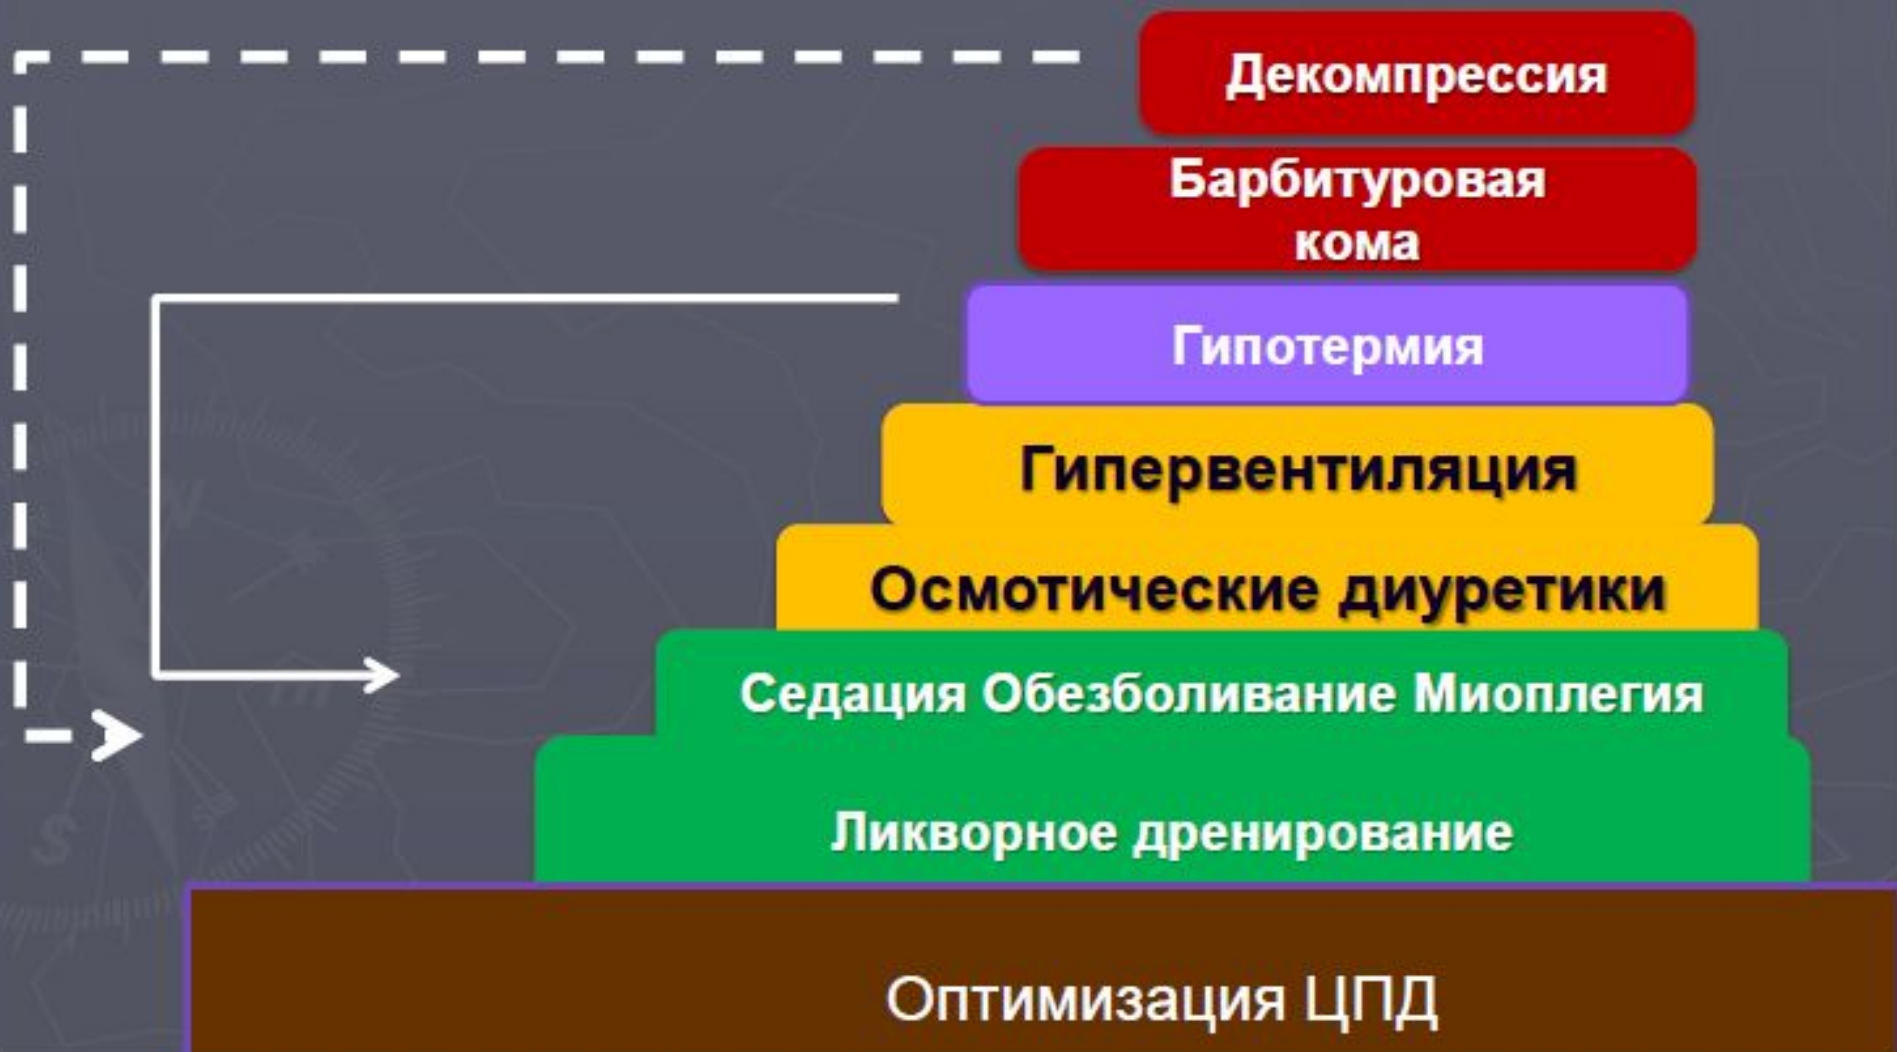 Декомпрессия
Барбитуровая
кома
Гипотермия
Гипервентиляция
Осмотические диуретики
Седация Обезболивание Миоплегия
Ликворное дренирование
Оптимизация ЦПД